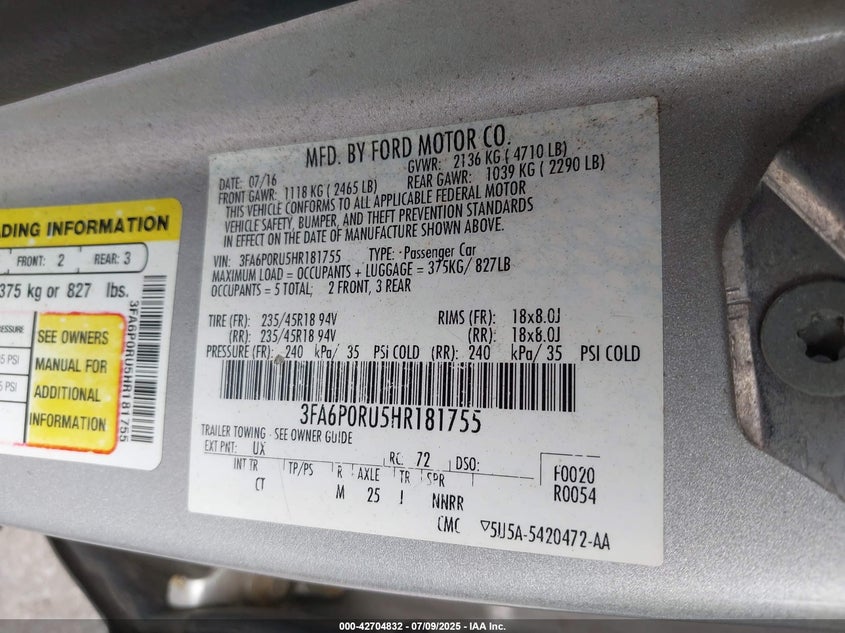 MFD. BY FORD MOTOR CO.
DATE: 07/16 GVWR: 2136 KG ( 4710 LB)
FRONT GAWR: 1118 KG ( 2465 LB) REAR GAWR: 1039 KG ( 2290 LB)
THIS VEHICLE CONFORMS TO ALL APPLICABLE FEDERAL MOTOR
VEHICLE SAFETY, BUMPER, AND THEFT PREVENTION STANDARDS
IN EFFECT ON THE DATE OF MANUFACTURE SHOWN ABOVE.
VIN: 3FA6P0RU5HR181755 TYPE: Passenger Car
MAXIMUM LOAD = OCCUPANTS + LUGGAGE = 375KG/ 827LB
OCCUPANTS = 5 TOTAL; 2 FRONT, 3 REAR
TIRE (FR): 235/45R18 94V RIMS (FR): 18x8.0J
(RR): 235/45R18 94V (RR): 18x8.0J
PRESSURE (FR): 240 kPa/ 35 PSI COLD (RR): 240 kPa/ 35 PSI COLD
3FA6P0RU5HR181755
TRAILER TOWING - SEE OWNER GUIDE
EXT PNT: UX RC: 72 DSO:
INT TR TP/PS R AXLE TR SPR
CT M 25 J NNRR
F0020
R0054
CMC 5U5A-5420472-AA
ADING INFORMATION
FRONT: 2 REAR: 3
375 kg or 827 lbs.
SEE OWNERS
MANUAL FOR
ADDITIONAL
INFORMATION
PSI
PSI
3FA6P0RU5HR181755
000-42704832 - 07/09/2025 - IAA Inc.